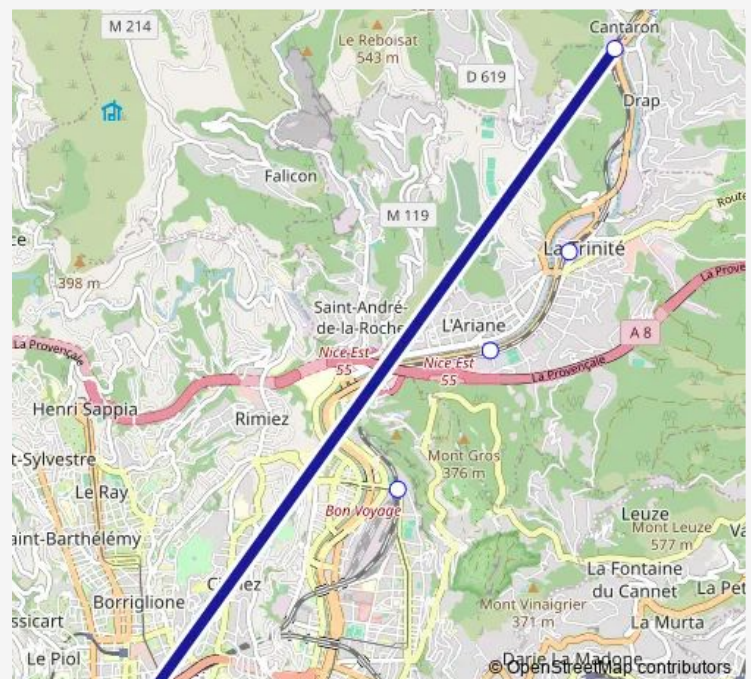 Cantaron
M 214
Le Reboisat
543 m
D 619
Drap
Falicon
Route
M 119
ce
La Trinité
398 m
La Prove
Saint-André-
de-la-Roche
L'Ariane
A 8
La Provençale
Nice Est
55
Nice Est
55
La Provençale
Henri Sappia
Rimiez
t-Sylvestre
Mont Gros
376 m
Le Ray
Bon Voyage
Leuze
Mont Leuze
577 m
Va
aint-Barthélémy
La Fontaine
du Cannet
La Pet
Borriglione
Mont Vinaigrier
371 m
ssicart
La Murta
Le Piol
© OpenStreetMap contributors